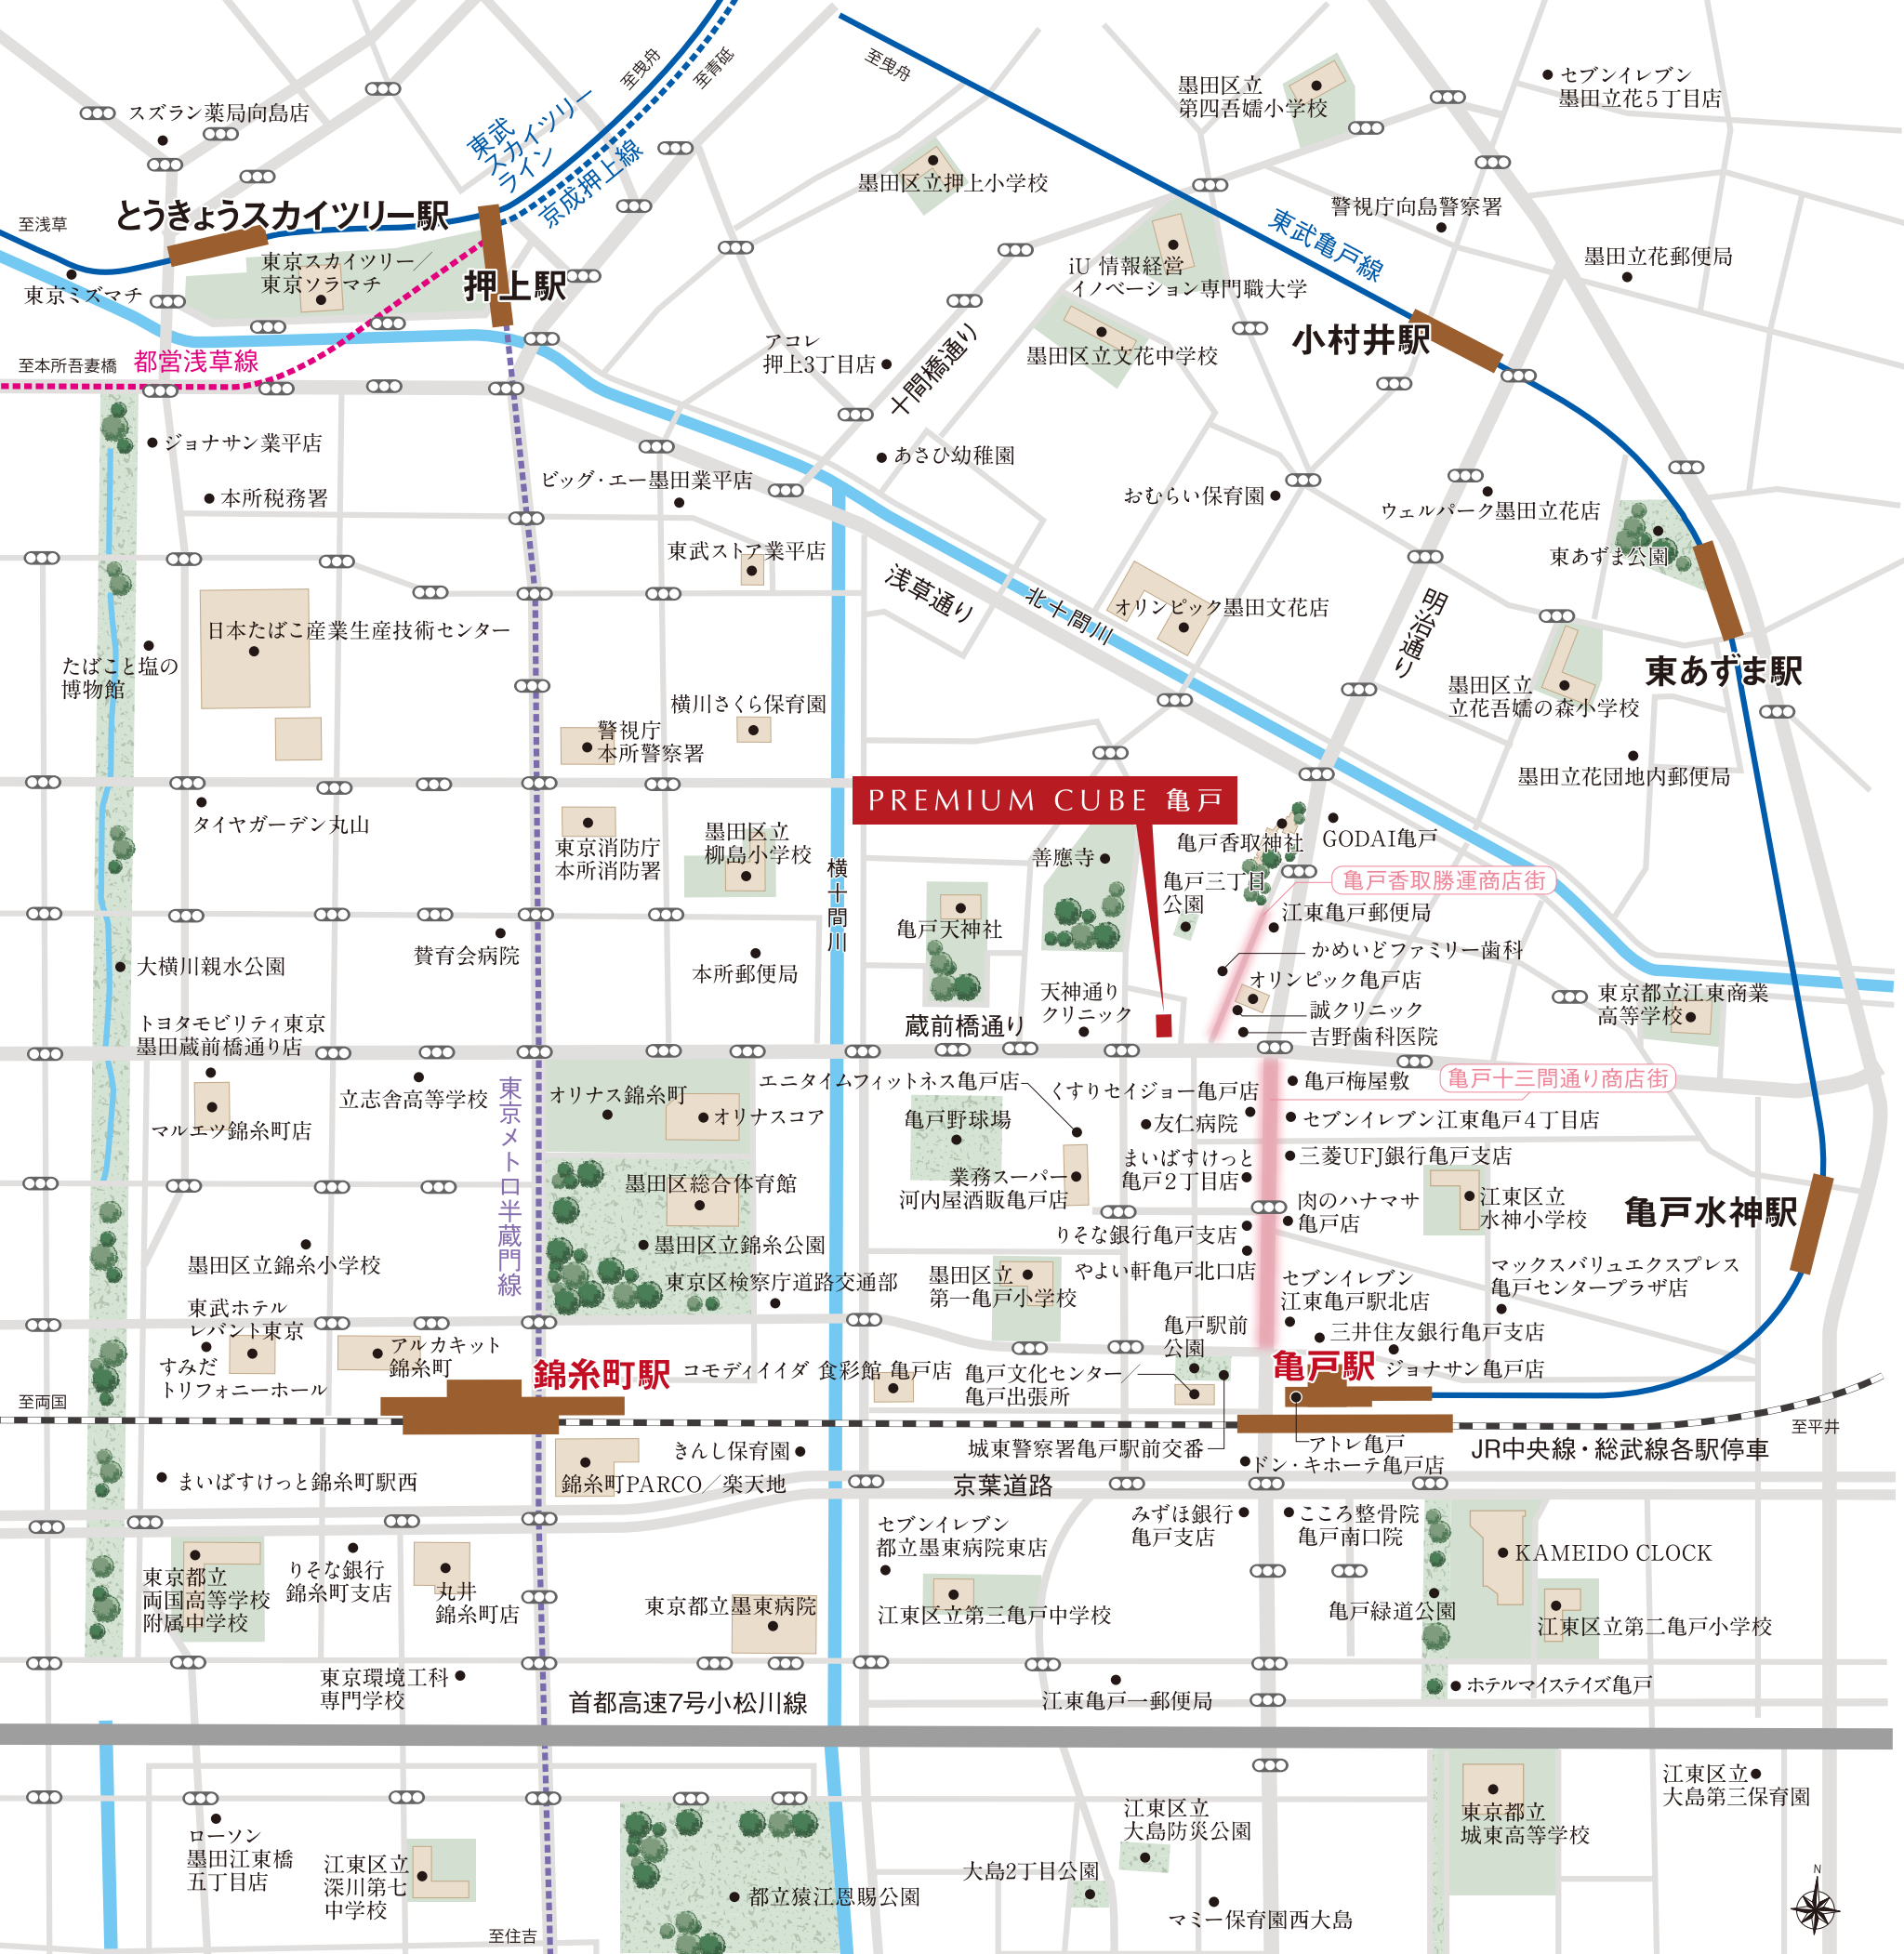 至曳舟
至青砥
至曳舟
東武
スカイツリー
ライン
京成押上線
スズラン薬局向島店
墨田区立
第四吾嬬小学校
セブンイレブン
墨田立花5丁目店
墨田区立押上小学校
警視庁向島警察署
東武亀戸線
至浅草
とうきょうスカイツリー駅
東京スカイツリー／
東京ソラマチ
押上駅
東京ミズマチ
iU 情報経営
イノベーション専門職大学
墨田立花郵便局
小村井駅
墨田区立文花中学校
アコレ
押上3丁目店
十間橋通り
至本所吾妻橋
都営浅草線
ジョナサン業平店
あさひ幼稚園
ビッグ・エー墨田業平店
本所税務署
おむらい保育園
ウェルパーク墨田立花店
東武ストア業平店
東あずま公園
浅草通り
北十間川
オリンピック墨田文花店
明治通り
日本たばこ産業生産技術センター
たばこと塩の
博物館
東あずま駅
墨田区立
立花吾嬬の森小学校
横川さくら保育園
警視庁
本所警察署
墨田立花団地内郵便局
PREMIUM CUBE 亀戸
タイヤガーデン丸山
東京消防庁
本所消防署
墨田区立
柳島小学校
横十間川
善應寺
亀戸香取神社
GODAI亀戸
亀戸三丁目
公園
亀戸香取勝運商店街
亀戸天神社
江東亀戸郵便局
賛育会病院
大横川親水公園
本所郵便局
かめいどファミリー歯科
オリンピック亀戸店
天神通り
クリニック
誠クリニック
吉野歯科医院
東京都立江東商業
高等学校
トヨタモビリティ東京
墨田蔵前橋通り店
蔵前橋通り
立志舎高等学校
マルエツ錦糸町店
東京メトロ半蔵門線
オリナス錦糸町
オリナスコア
エニタイムフィットネス亀戸店
くすりセイジョー亀戸店
亀戸梅屋敷
亀戸十三間通り商店街
亀戸野球場
友仁病院
セブンイレブン江東亀戸4丁目店
まいばすけっと
亀戸2丁目店
三菱UFJ銀行亀戸支店
業務スーパー
河内屋酒販亀戸店
墨田区総合体育館
肉のハナマサ
亀戸店
江東区立
水神小学校
亀戸水神駅
りそな銀行亀戸支店
墨田区立錦糸公園
墨田区立錦糸小学校
東京区検察庁道路交通部
墨田区立
第一亀戸小学校
やよい軒亀戸北口店
セブンイレブン
江東亀戸駅北店
マックスバリュエクスプレス
亀戸センタープラザ店
東武ホテル
レバント東京
すみだ
トリフォニーホール
アルカキット
錦糸町
錦糸町駅
コモディイイダ 食彩館 亀戸店
亀戸駅前
公園
三井住友銀行亀戸支店
亀戸駅
ジョナサン亀戸店
亀戸文化センター／
亀戸出張所
至両国
至平井
城東警察署亀戸駅前交番
アトレ亀戸
ドン・キホーテ亀戸店
JR中央線・総武線各駅停車
きんし保育園
錦糸町PARCO／楽天地
まいばすけっと錦糸町駅西
京葉道路
みずほ銀行
亀戸支店
こころ整骨院
亀戸南口院
セブンイレブン
都立墨東病院東店
KAMEIDO CLOCK
東京都立
両国高等学校
附属中学校
りそな銀行
錦糸町支店
丸井
錦糸町店
東京都立墨東病院
江東区立第三亀戸中学校
亀戸緑道公園
江東区立第二亀戸小学校
東京環境工科
専門学校
首都高速7号小松川線
江東亀戸一郵便局
ホテルマイステイズ亀戸
ローソン
墨田江東橋
五丁目店
江東区立
深川第七
中学校
至住吉
都立猿江恩賜公園
江東区立
大島防災公園
大島2丁目公園
マミー保育園西大島
東京都立
城東高等学校
江東区立
大島第三保育園
N